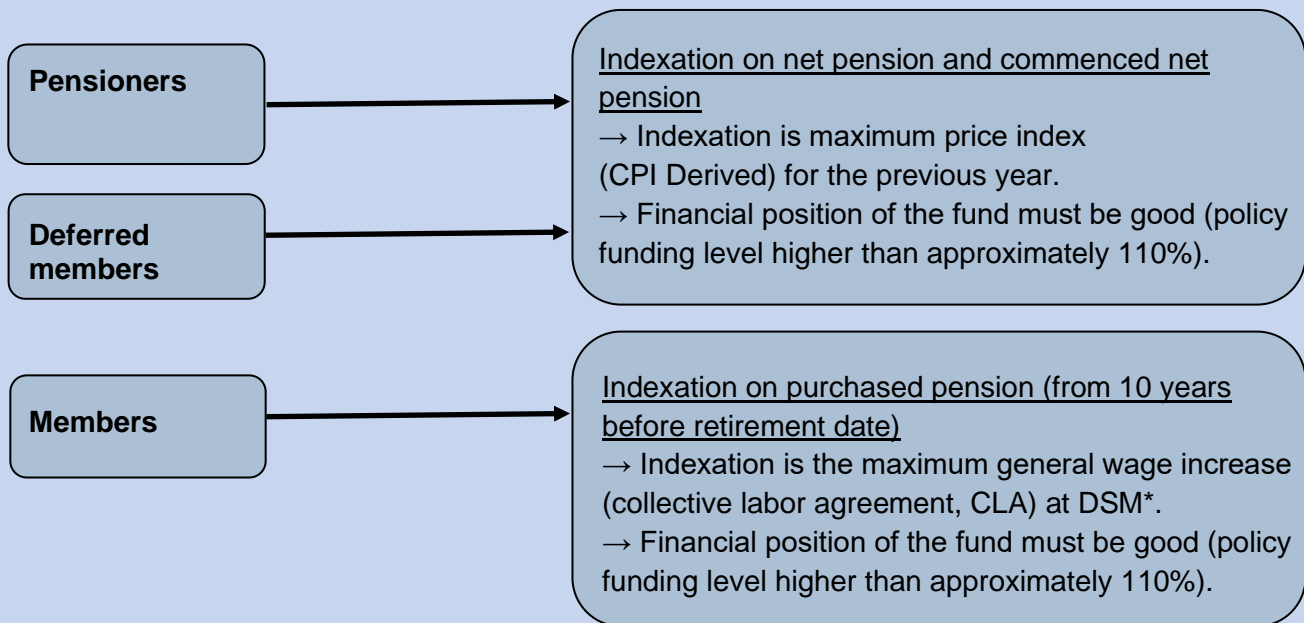 Pensioners
Indexation on net pension and commenced net
pension
→ Indexation is maximum price index
(CPI Derived) for the previous year.
→ Financial position of the fund must be good (policy
funding level higher than approximately 110%).
Deferred
members
Members
Indexation on purchased pension (from 10 years
before retirement date)
→ Indexation is the maximum general wage increase
(collective labor agreement, CLA) at DSM*.
→ Financial position of the fund must be good (policy
funding level higher than approximately 110%).